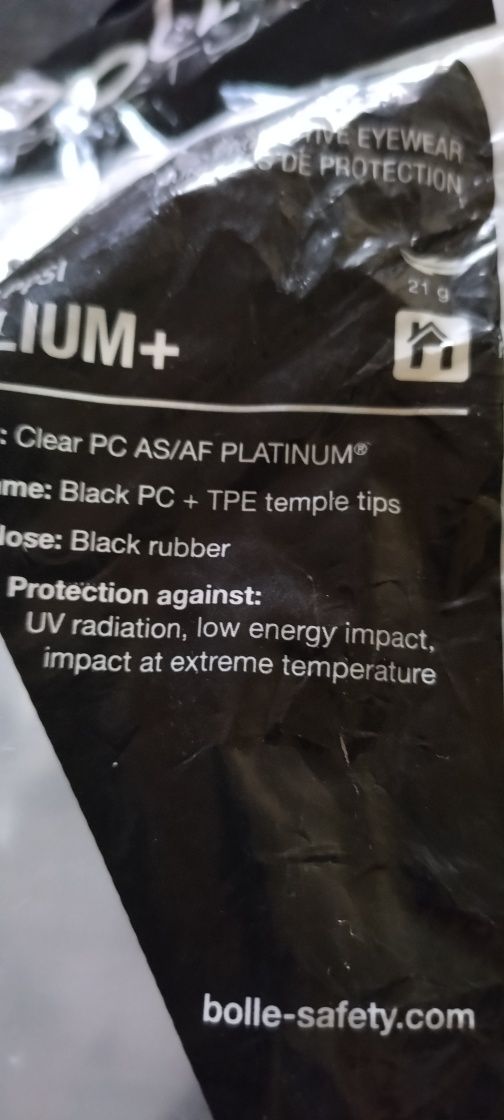 EYEWEAR
DE PROTECTION
21 g
LIUM+
: Clear PC AS/AF PLATINUM®
me: Black PC + TPE temple tips
lose: Black rubber
Protection against:
UV radiation, low energy impact,
impact at extreme temperature
bolle-safety.com